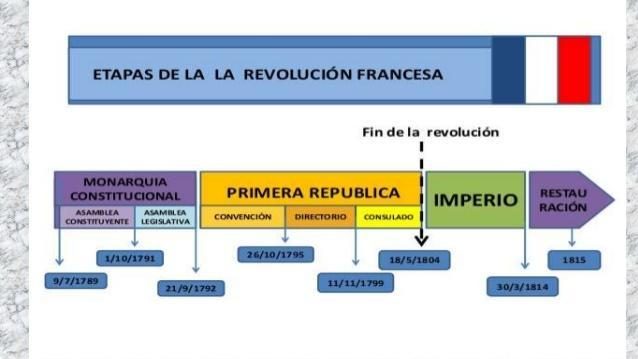 ETAPAS DE LA LA REVOLUCIÓN FRANCESA
Fin de la revolución
MONARQUIA
CONSTITUCIONAL
ASAMBLEA
CONSTITUYENTE
ASAMBLEA
LEGISLATIVA
PRIMERA REPUBLICA
CONVENCIÓN
DIRECTORIO
CONSULADO
IMPERIO
RESTAU
RACIÓN
9/7/1789
1/10/1791
21/9/1792
26/10/1795
11/11/1799
18/5/1804
30/3/1814
1815